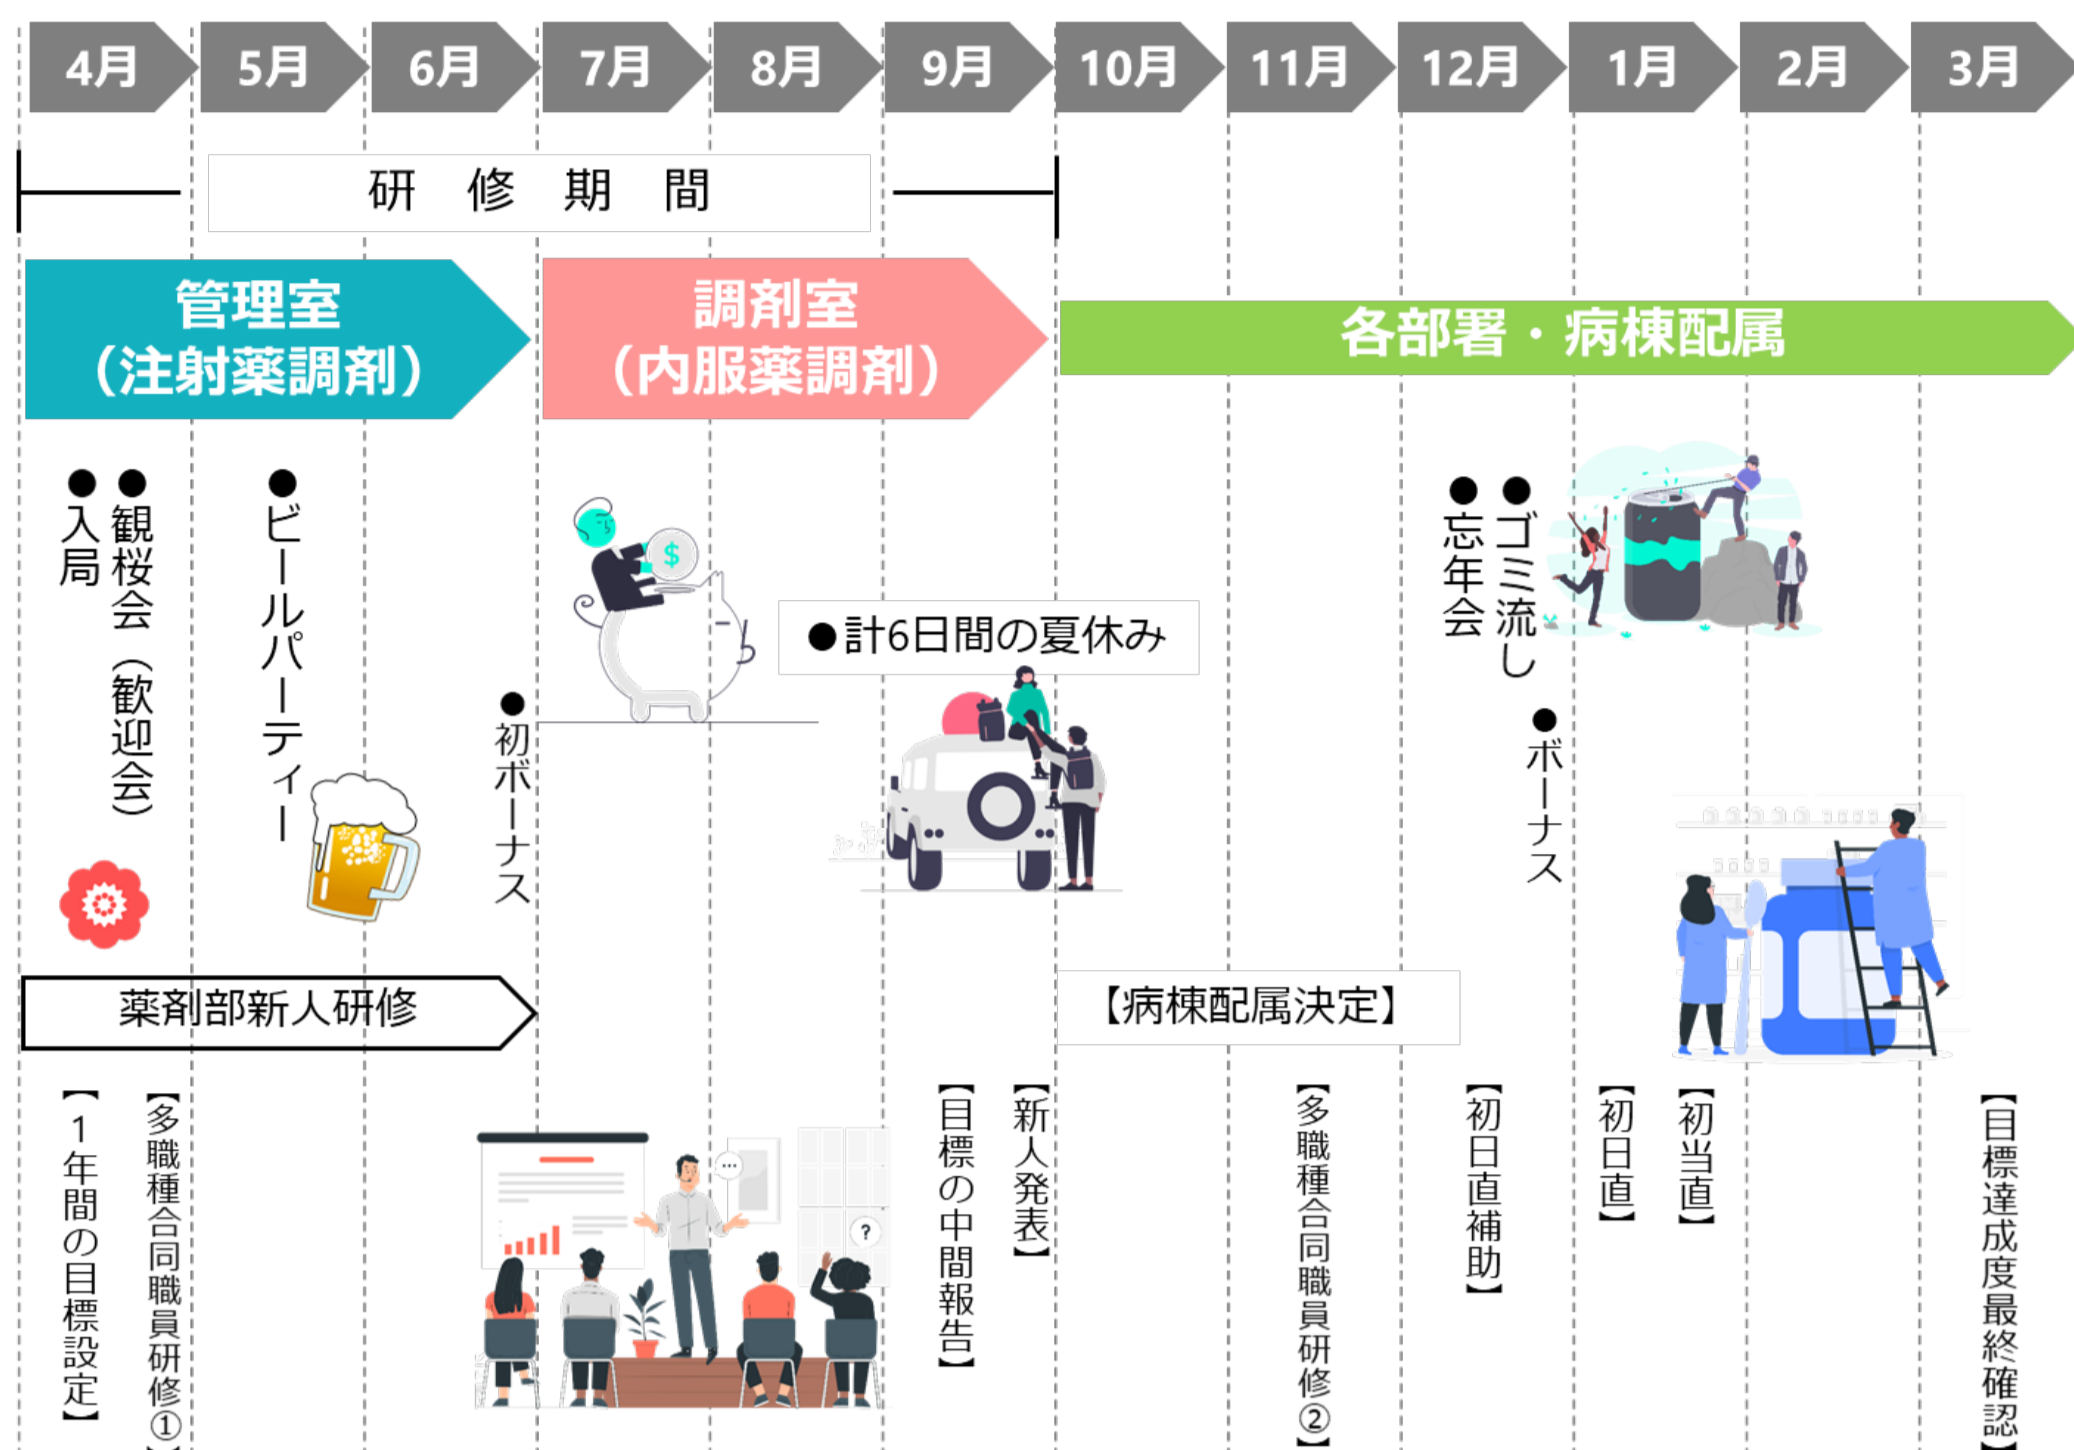 4月
5月
6月
7月
8月
9月
10月
11月
12月
1月
2月
3月
研 修 期 間
管理室
（注射薬調剤）
調剤室
（内服薬調剤）
各部署・病棟配属
●入局
●観桜会（歓迎会）
●ビールパーティー
●初ボーナス
$
●計6日間の夏休み
●忘年会
●ゴミ流し
●ボーナス
薬剤部新人研修
【病棟配属決定】
【1年間の目標設定】
【多職種合同職員研修①】
?
【目標の中間報告】
【新人発表】
【多職種合同職員研修②】
【初日直補助】
【初日直】
【初当直】
【目標達成度最終確認】